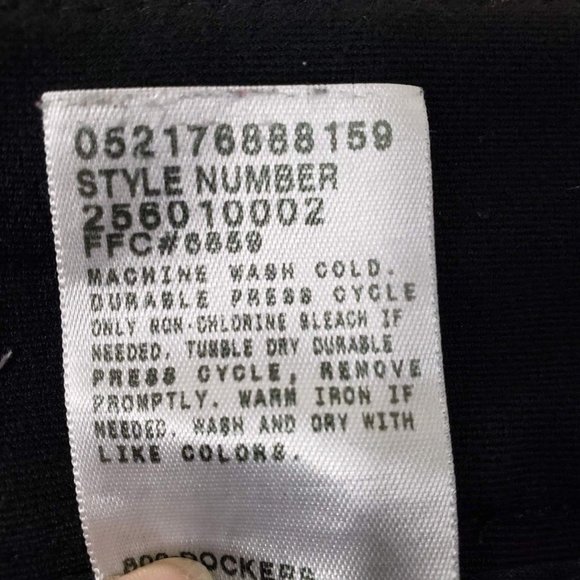 052176888159
STYLE NUMBER
256010002
FFC#6859
MACHINE WASH COLD.
DURABLE PRESS CYCLE
ONLY NON-CHLORINE BLEACH IF
NEEDED. TUMBLE DRY DURABLE
PRESS CYCLE, REMOVE
PROMPTLY. WARM IRON IF
NEEDED. WASH AND DRY WITH
LIKE COLORS.
DOCKERS